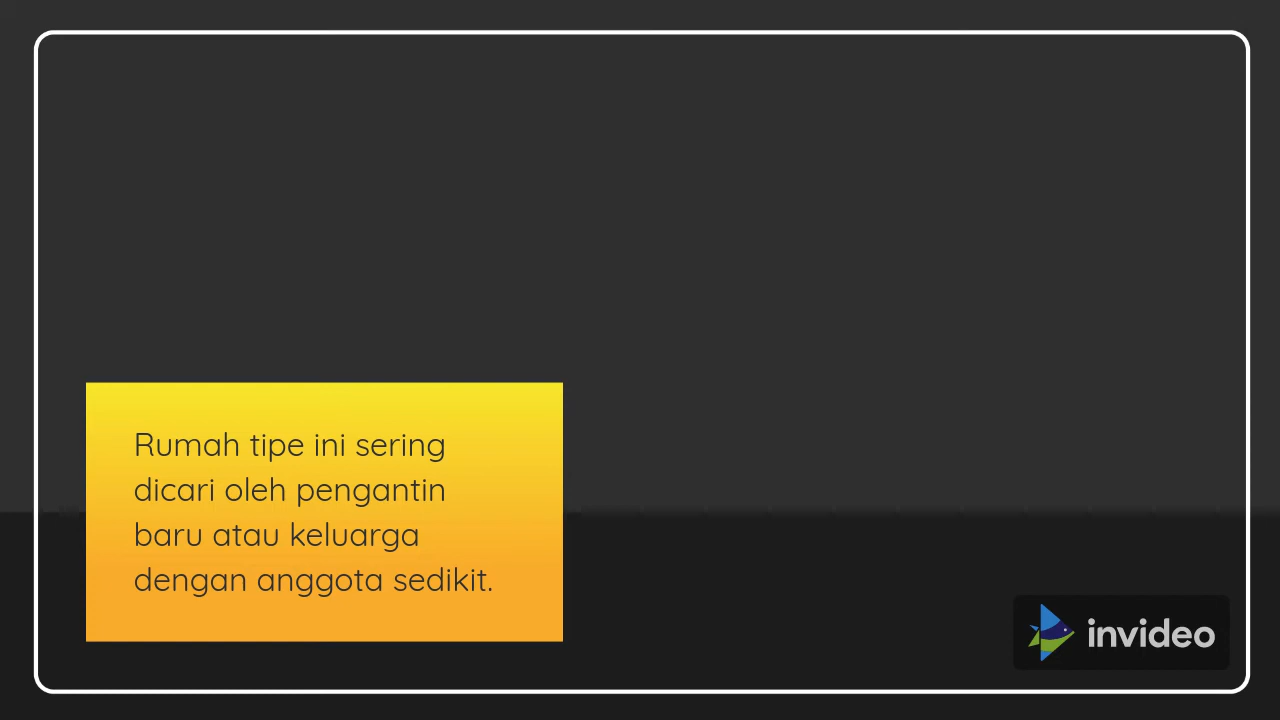 Rumah tipe ini sering
dicari oleh pengantin
baru atau keluarga
dengan anggota sedikit.
invideo